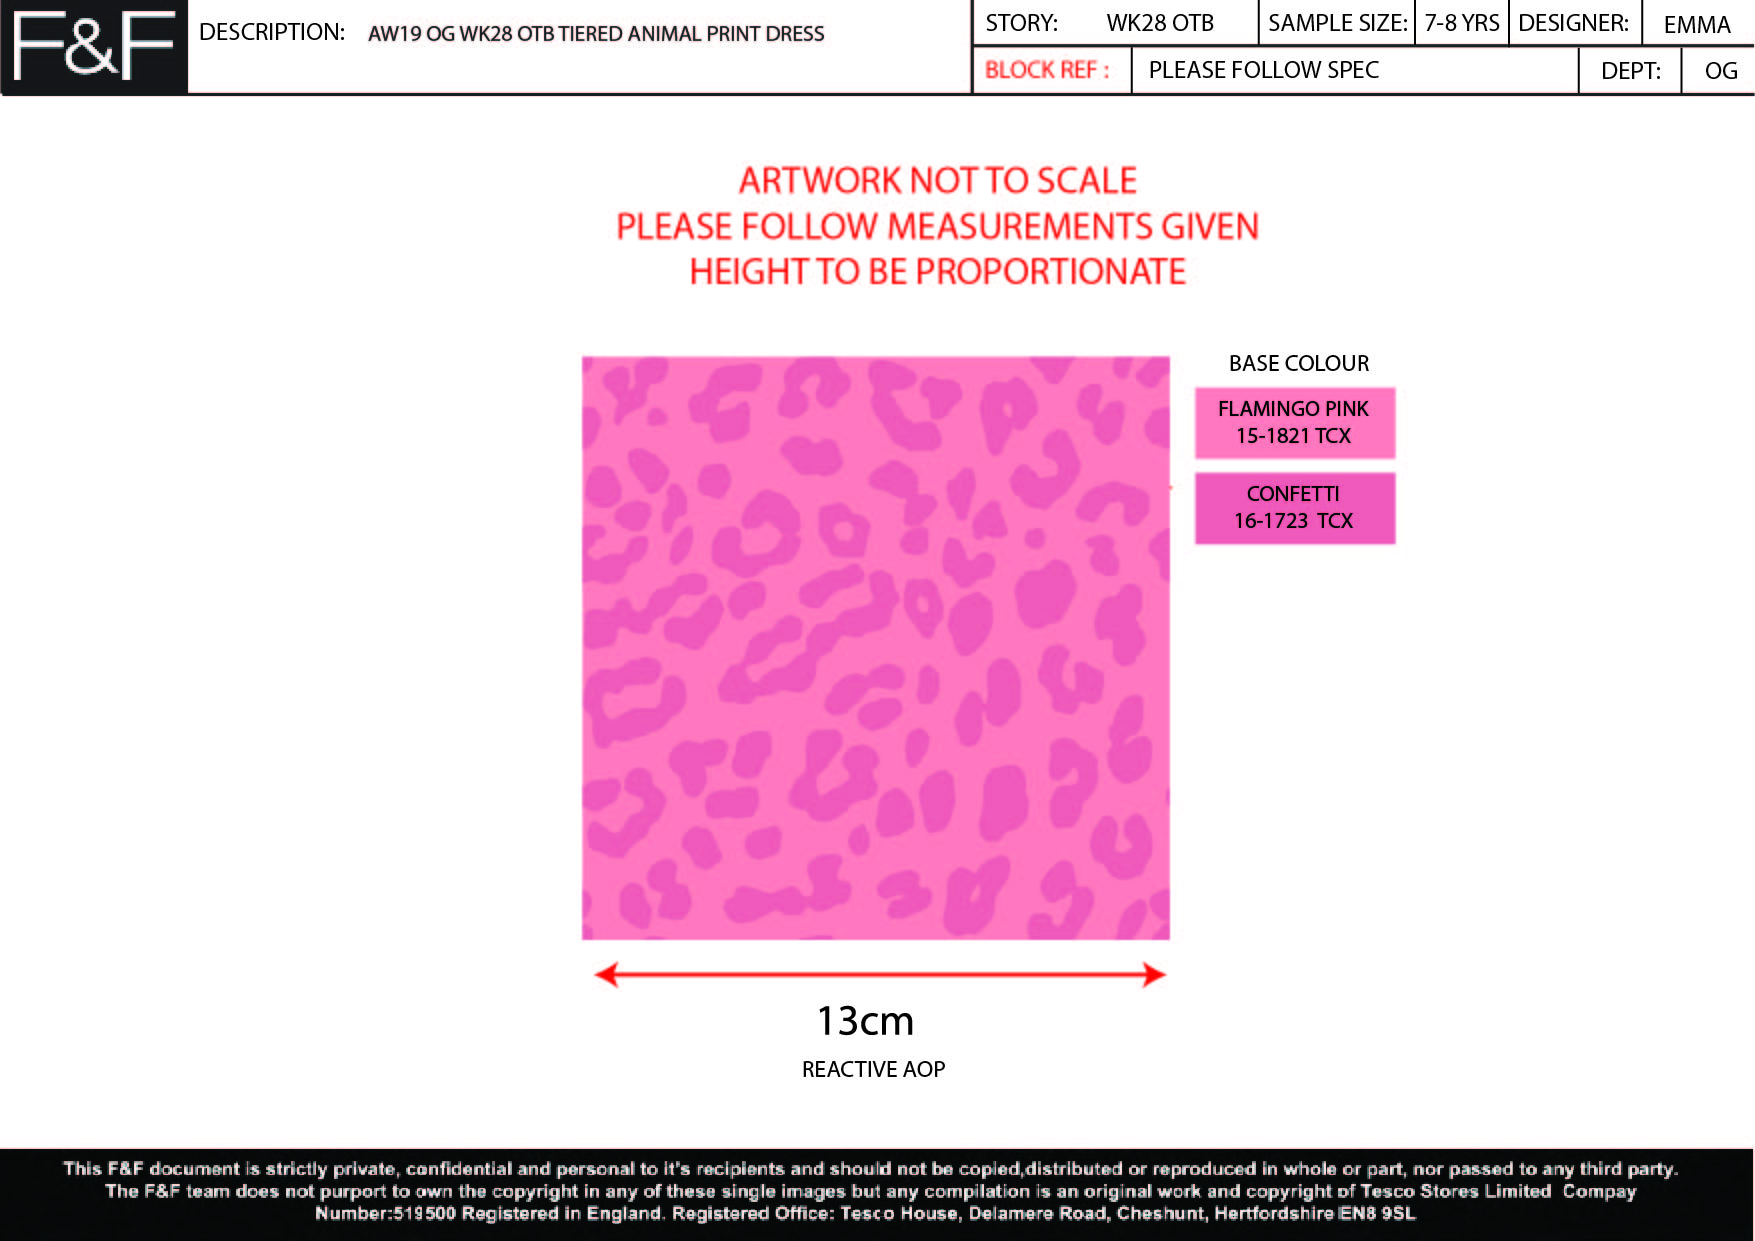 F&F
DESCRIPTION: AW19 OG WK28 OTB TIERED ANIMAL PRINT DRESS
STORY: WK28 OTB SAMPLE SIZE: 7-8 YRS DESIGNER: EMMA
BLOCK REF : PLEASE FOLLOW SPEC DEPT: OG
ARTWORK NOT TO SCALE
PLEASE FOLLOW MEASUREMENTS GIVEN
HEIGHT TO BE PROPORTIONATE
BASE COLOUR
FLAMINGO PINK
15-1821 TCX
CONFETTI
16-1723 TCX
13cm
REACTIVE AOP
This F&F document is strictly private, confidential and personal to it's recipients and should not be copied,distributed or reproduced in whole or part, nor passed to any third party.
The F&F team does not purport to own the copyright in any of these single images but any compilation is an original work and copyright of Tesco Stores Limited Compay
Number:519500 Registered in England. Registered Office: Tesco House, Delamere Road, Cheshunt, Hertfordshire EN8 9SL